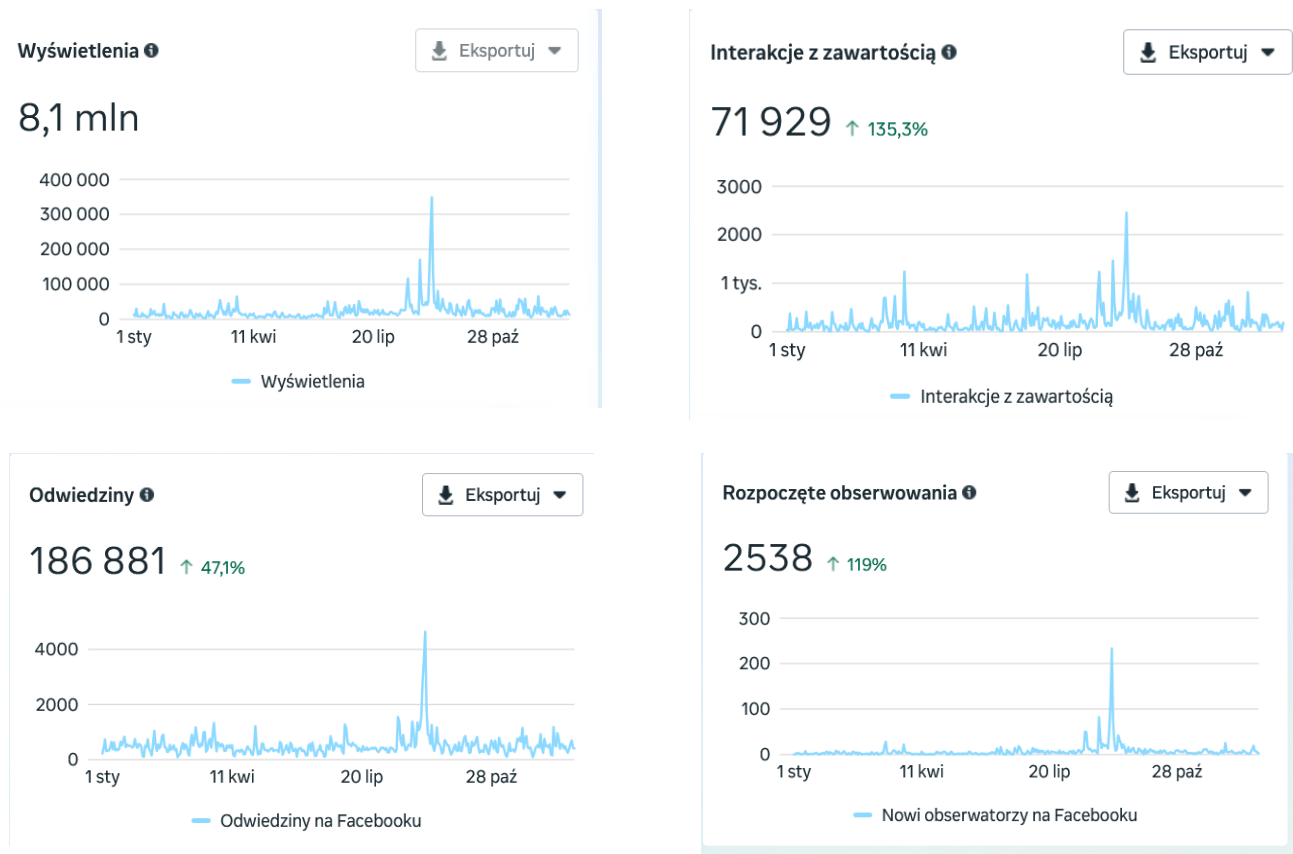 Wyświetlenia
Eksportuj
8,1 mln
400 000
300 000
200 000
100 000
0
1 sty 11 kwi 20 lip 28 paź
Wyświetlenia
Interakcje z zawartością
Eksportuj
71 929 ↑ 135,3%
3000
2000
1 tys.
0
1 sty 11 kwi 20 lip 28 paź
Interakcje z zawartością
Odwiedziny
Eksportuj
186 881 ↑ 47,1%
4000
2000
0
1 sty 11 kwi 20 lip 28 paź
Odwiedziny na Facebooku
Rozpoczęte obserwowania
Eksportuj
2538 ↑ 119%
300
200
100
0
1 sty 11 kwi 20 lip 28 paź
Nowi obserwatorzy na Facebooku